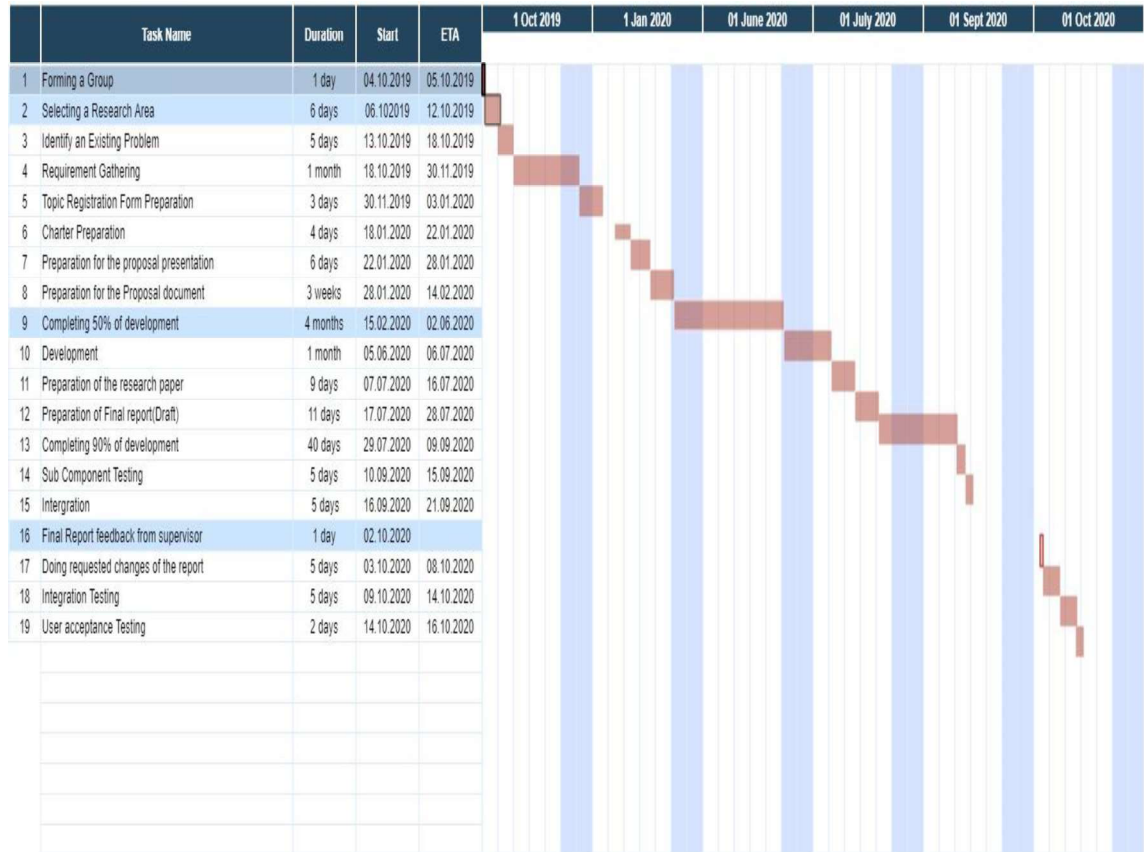 Task Name Duration Start ETA 1 Oct 2019 1 Jan 2020 01 June 2020 01 July 2020 01 Sept 2020 01 Oct 2020
1 Forming a Group 1 day 04.10.2019 05.10.2019
2 Selecting a Research Area 6 days 06.102019 12.10.2019
3 Identify an Existing Problem 5 days 13.10.2019 18.10.2019
4 Requirement Gathering 1 month 18.10.2019 30.11.2019
5 Topic Registration Form Preparation 3 days 30.11.2019 03.01.2020
6 Charter Preparation 4 days 18.01.2020 22.01.2020
7 Preparation for the proposal presentation 6 days 22.01.2020 28.01.2020
8 Preparation for the Proposal document 3 weeks 28.01.2020 14.02.2020
9 Completing 50% of development 4 months 15.02.2020 02.06.2020
10 Development 1 month 05.06.2020 06.07.2020
11 Preparation of the research paper 9 days 07.07.2020 16.07.2020
12 Preparation of Final report(Draft) 11 days 17.07.2020 28.07.2020
13 Completing 90% of development 40 days 29.07.2020 09.09.2020
14 Sub Component Testing 5 days 10.09.2020 15.09.2020
15 Intergration 5 days 16.09.2020 21.09.2020
16 Final Report feedback from supervisor 1 day 02.10.2020
17 Doing requested changes of the report 5 days 03.10.2020 08.10.2020
18 Integration Testing 5 days 09.10.2020 14.10.2020
19 User acceptance Testing 2 days 14.10.2020 16.10.2020